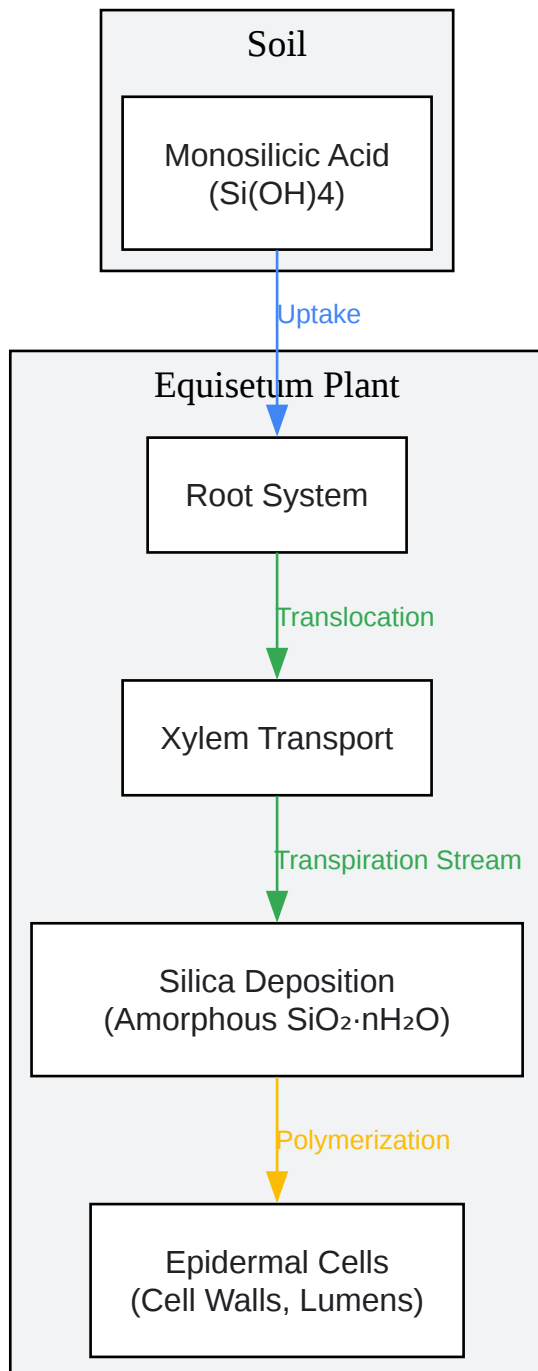 Soil
Monosilicic Acid
(Si(OH)4)
Uptake
Equisetum Plant
Root System
Translocation
Xylem Transport
Transpiration Stream
Silica Deposition
(Amorphous SiO₂·nH₂O)
Polymerization
Epidermal Cells
(Cell Walls, Lumens)